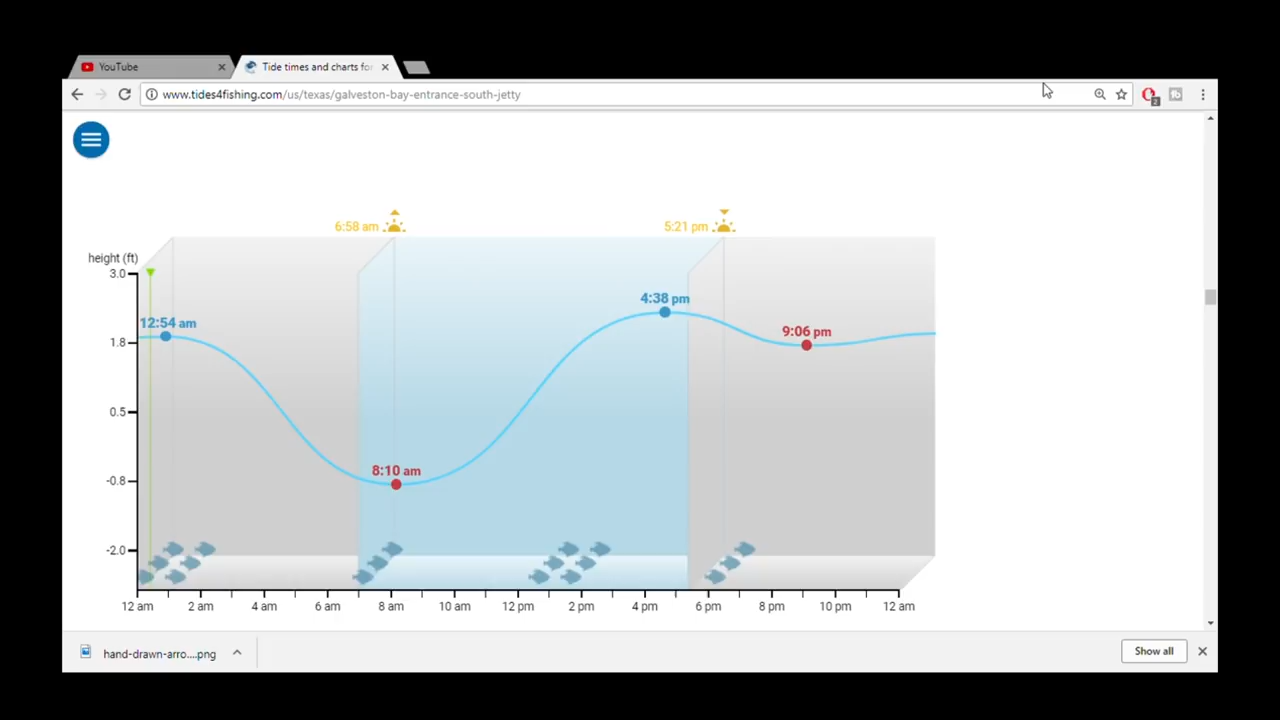 YouTube
Tide times and charts for
www.tides4fishing.com/us/texas/galveston-bay-entrance-south-jetty
2
6:58 am
5:21 pm
height (ft)
3.0
4:38 pm
12:54 am
9:06 pm
1.8
0.5
8:10 am
-0.8
-2.0
12 am 2 am 4 am 6 am 8 am 10 am 12 pm 2 pm 4 pm 6 pm 8 pm 10 pm 12 am
hand-drawn-arro....png
Show all